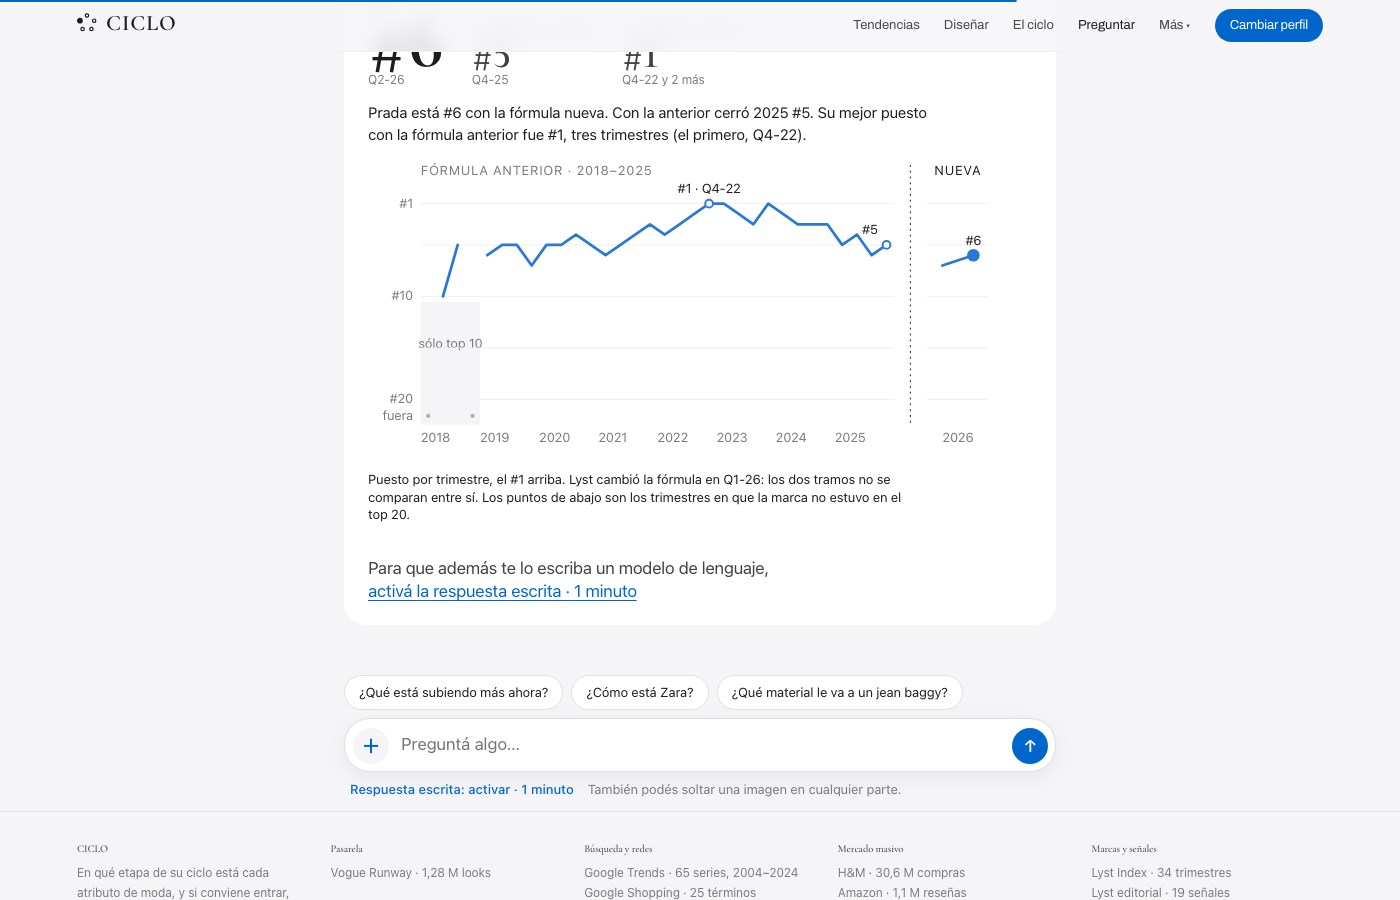 CICLO
Tendencias
Diseñar
El ciclo
Preguntar
Más
Cambiar perfil
#6
#5
#1
Q2-26
Q4-25
Q4-22 y 2 más
Prada está #6 con la fórmula nueva. Con la anterior cerró 2025 #5. Su mejor puesto
con la fórmula anterior fue #1, tres trimestres (el primero, Q4-22).
FÓRMULA ANTERIOR · 2018–2025
NUEVA
#1 · Q4-22
#1
#5
#6
#10
sólo top 10
#20
fuera
2018
2019
2020
2021
2022
2023
2024
2025
2026
Puesto por trimestre, el #1 arriba. Lyst cambió la fórmula en Q1-26: los dos tramos no se
comparan entre sí. Los puntos de abajo son los trimestres en que la marca no estuvo en el
top 20.
Para que además te lo escriba un modelo de lenguaje,
activá la respuesta escrita · 1 minuto
¿Qué está subiendo más ahora?
¿Cómo está Zara?
¿Qué material le va a un jean baggy?
Preguntá algo...
Respuesta escrita: activar · 1 minuto
También podés soltar una imagen en cualquier parte.
CICLO
En qué etapa de su ciclo está cada
atributo de moda, y si conviene entrar,
Pasarela
Vogue Runway · 1,28 M looks
Búsqueda y redes
Google Trends · 65 series, 2004–2024
Google Shopping · 25 términos
Mercado masivo
H&M · 30,6 M compras
Amazon · 1,1 M reseñas
Marcas y señales
Lyst Index · 34 trimestres
Lyst editorial · 19 señales